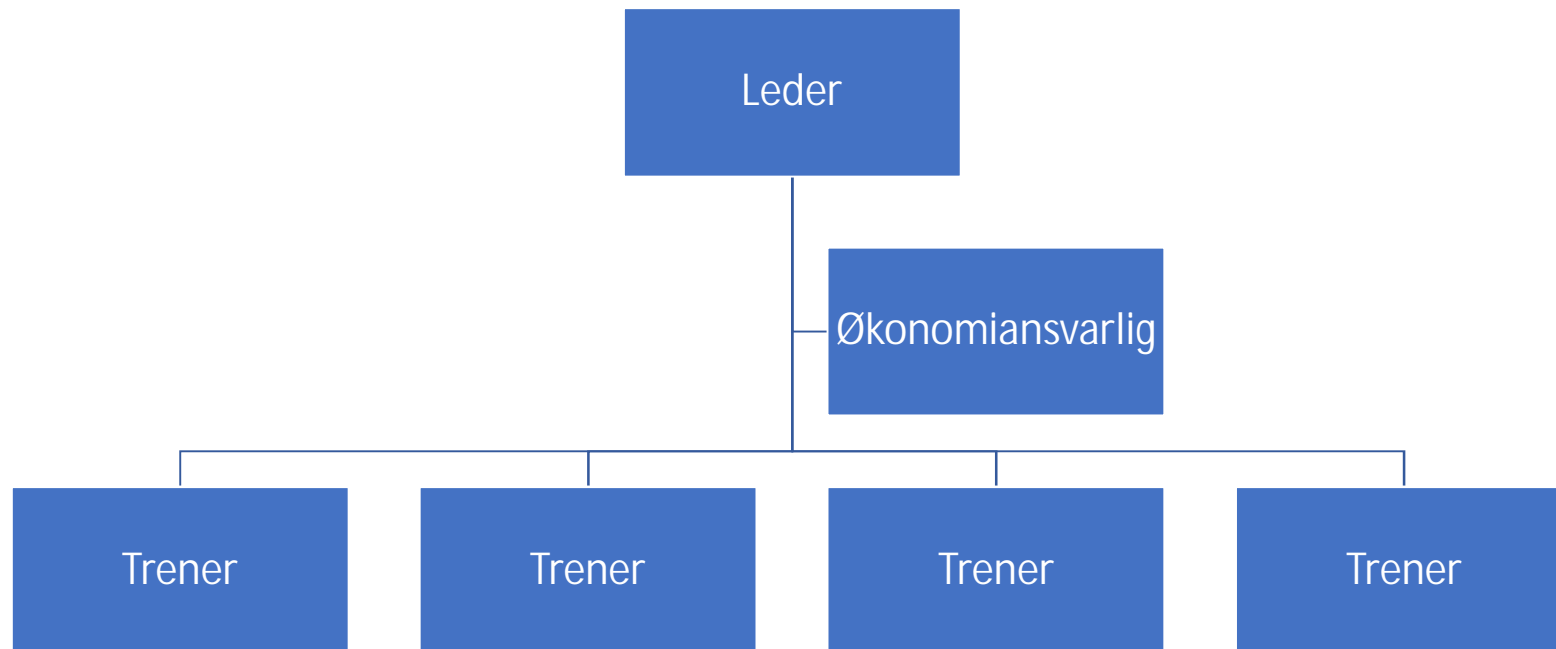 Leder
Økonomiansvarlig
Trener
Trener
Trener
Trener